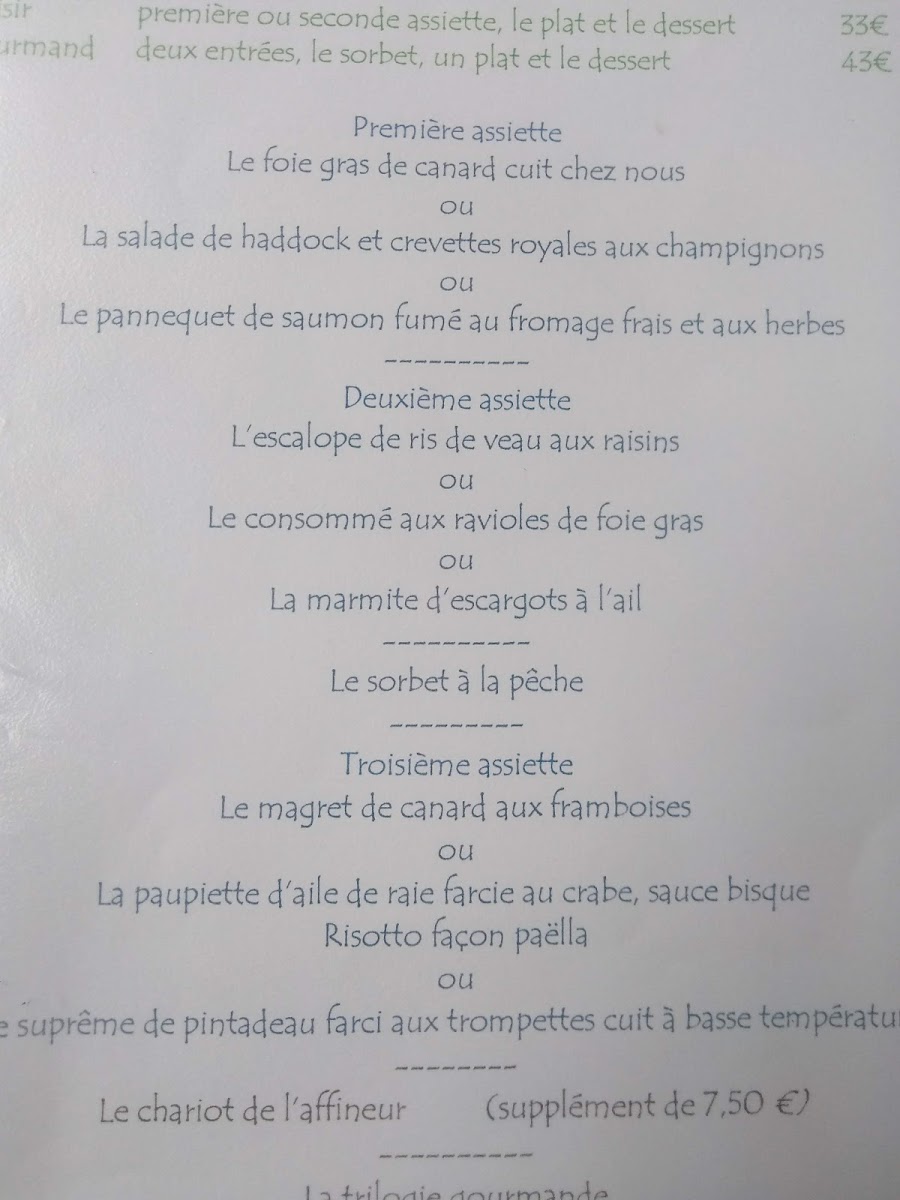 première ou seconde assiette, le plat et le dessert 33€
deux entrées, le sorbet, un plat et le dessert 43€
Première assiette
Le foie gras de canard cuit chez nous
ou
La salade de haddock et crevettes royales aux champignons
ou
Le pannequet de saumon fumé au fromage frais et aux herbes
----------
Deuxième assiette
L'escalope de ris de veau aux raisins
ou
Le consommé aux ravioles de foie gras
ou
La marmite d'escargots à l'ail
----------
Le sorbet à la pêche
---------
Troisième assiette
Le magret de canard aux framboises
ou
La paupiette d'aile de raie farcie au crabe, sauce bisque
Risotto façon paëlla
ou
suprême de pintadeau farci aux trompettes cuit à basse
--------
Le chariot de l'affineur (supplément de 7,50 €)
----------
La trilogie gourmande